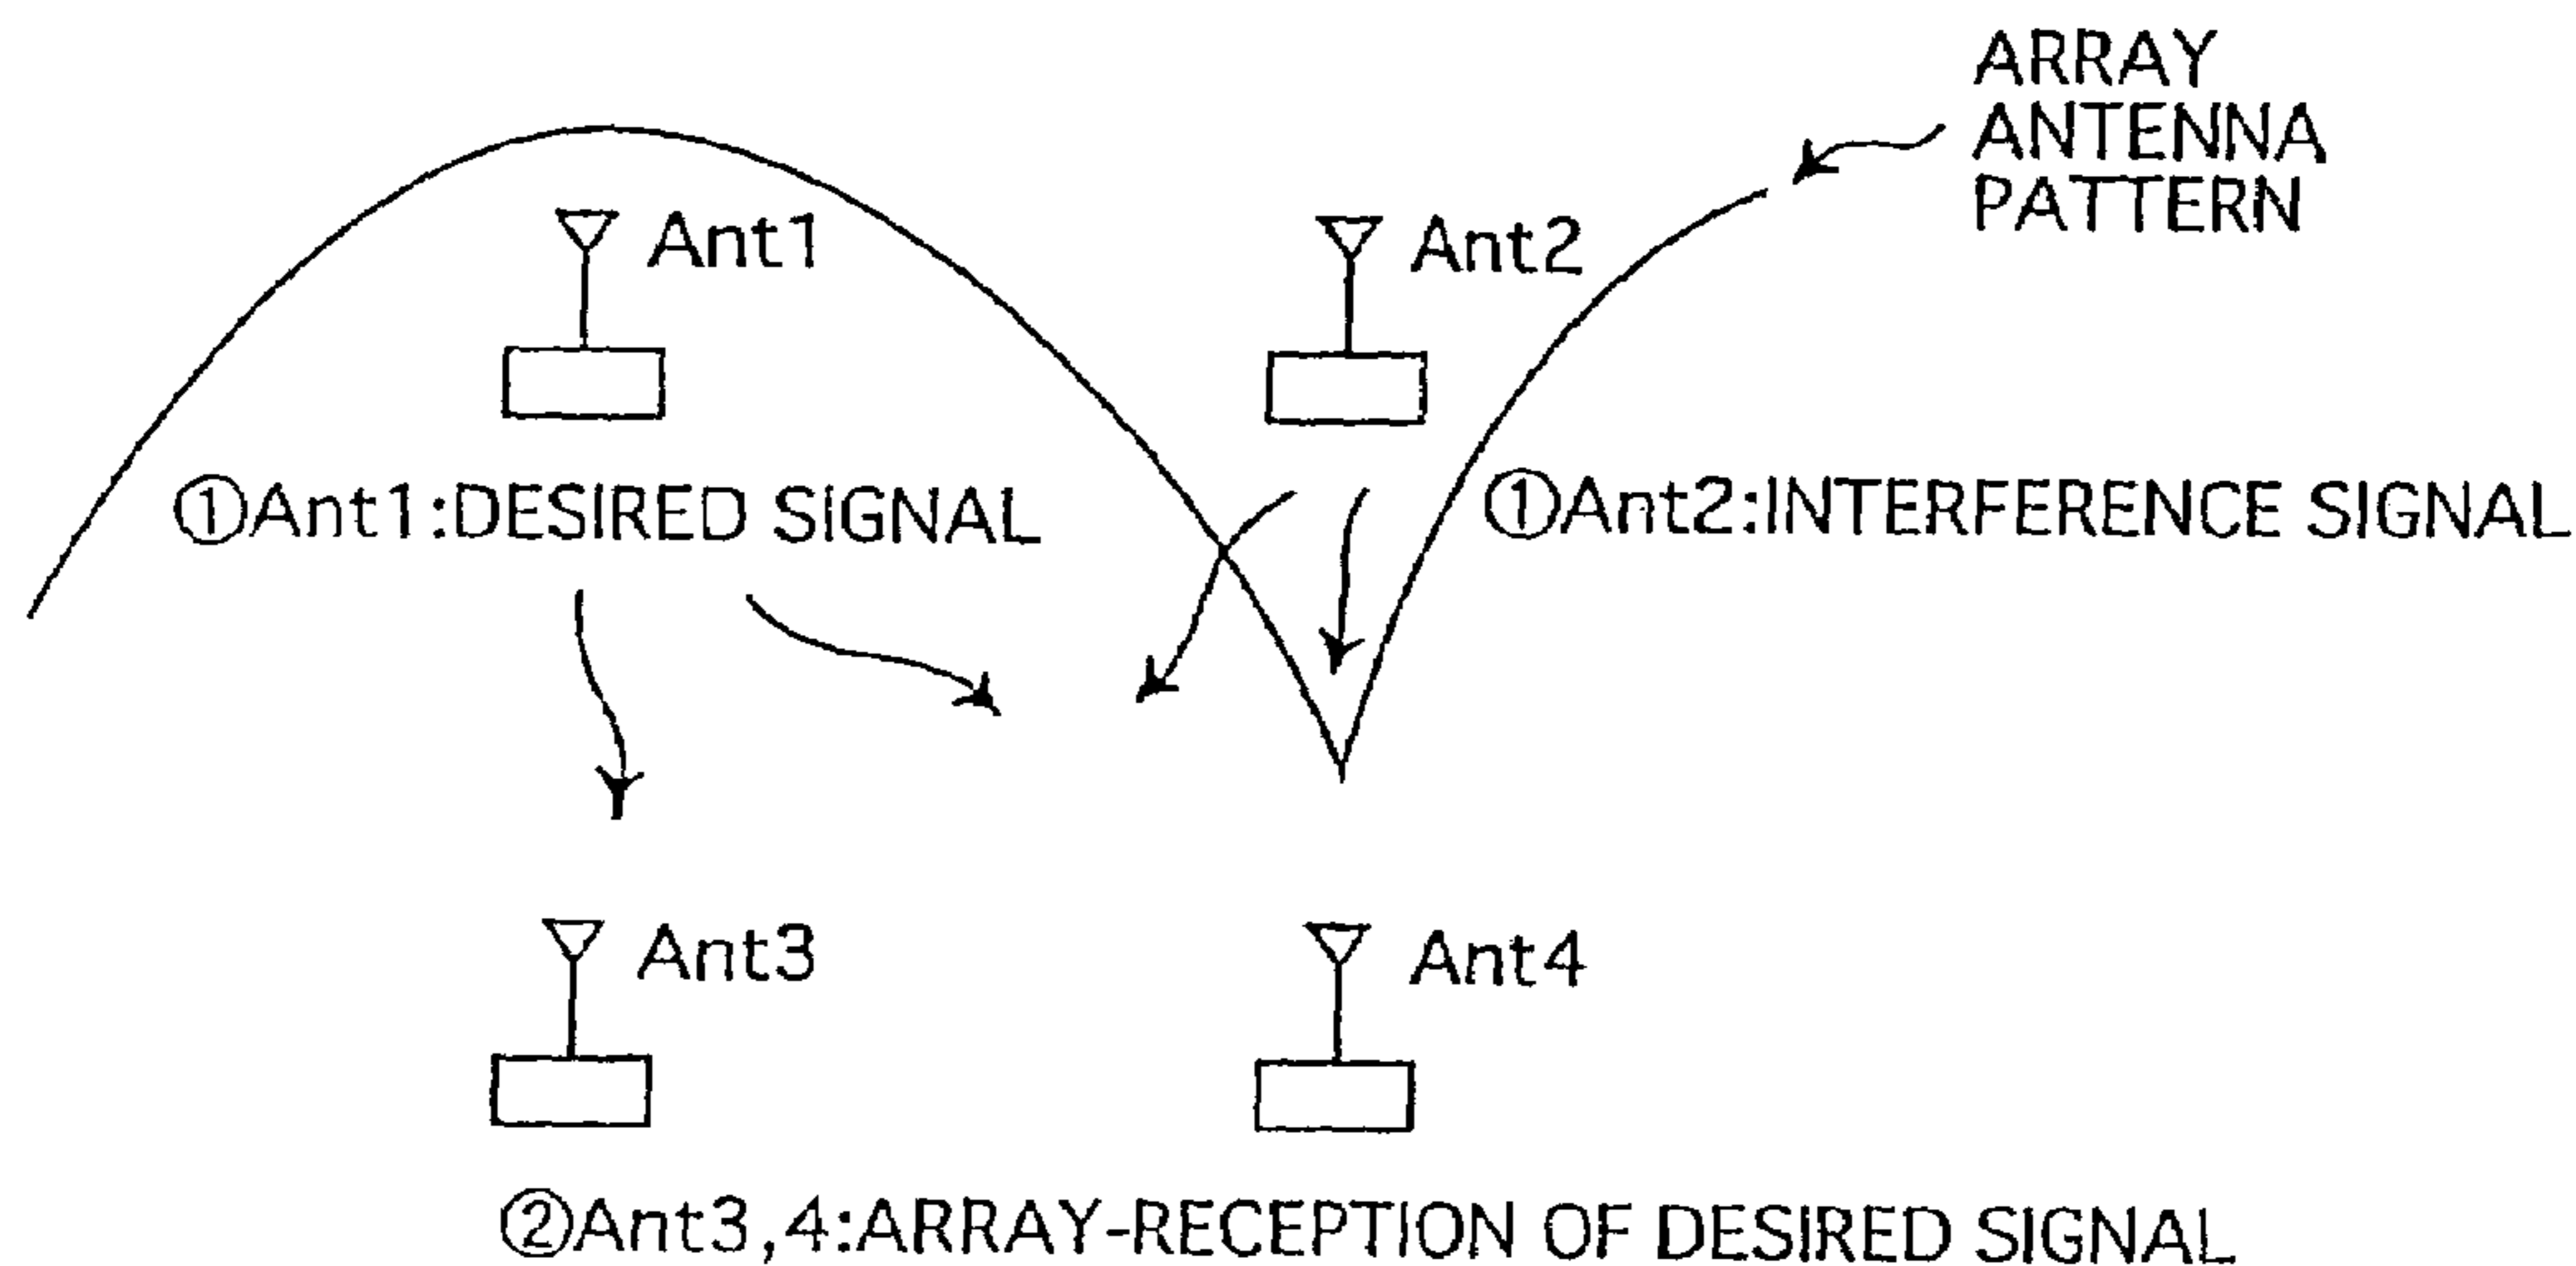 ARRAY
ANTENNA
PATTERN
Ant1
Ant2
①Ant1:DESIRED SIGNAL
①Ant2:INTERFERENCE SIGNAL
Ant3
Ant4
②Ant3,4:ARRAY-RECEPTION OF DESIRED SIGNAL